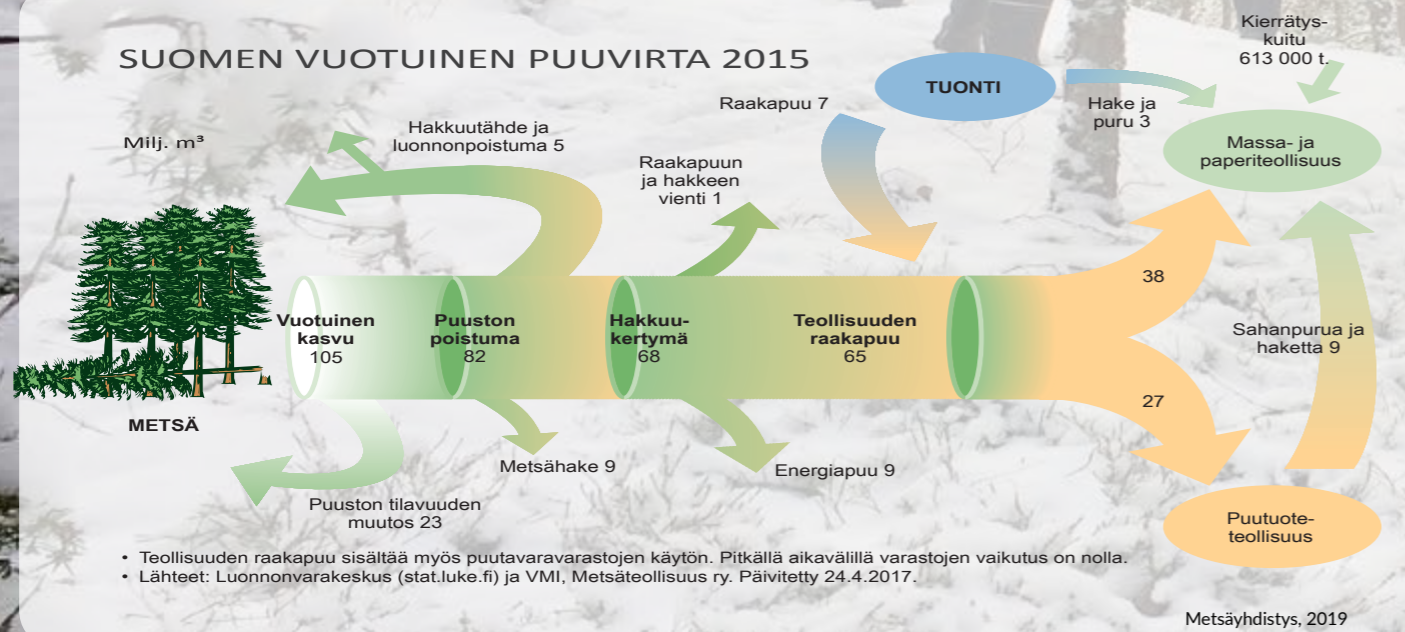 SUOMEN VUOTUINEN PUUVIRTA 2015
Milj. m³
Hakkuutähde ja
luonnonpoistuma 5
Raakapuun
ja hakkeen
vienti 1
Raakapuu 7
TUONTI
Hake ja
puru 3
Kierrätys-
kuitu
613 000 t.
Massa- ja
paperiteollisuus
METSÄ
Vuotuinen
kasvu
105
Puuston
poistuma
82
Hakkuu-
kertymä
68
Teollisuuden
raakapuu
65
38
27
Sahanpurua ja
haketta 9
Puuston tilavuuden
muutos 23
Metsähake 9
Energiapuu 9
Puutuote-
teollisuus
• Teollisuuden raakapuu sisältää myös puutavaravarastojen käytön. Pitkällä aikavälillä varastojen vaikutus on nolla.
• Lähteet: Luonnonvarakeskus (stat.luke.fi) ja VMI, Metsäteollisuus ry. Päivitetty 24.4.2017.
Metsäyhdistys, 2019